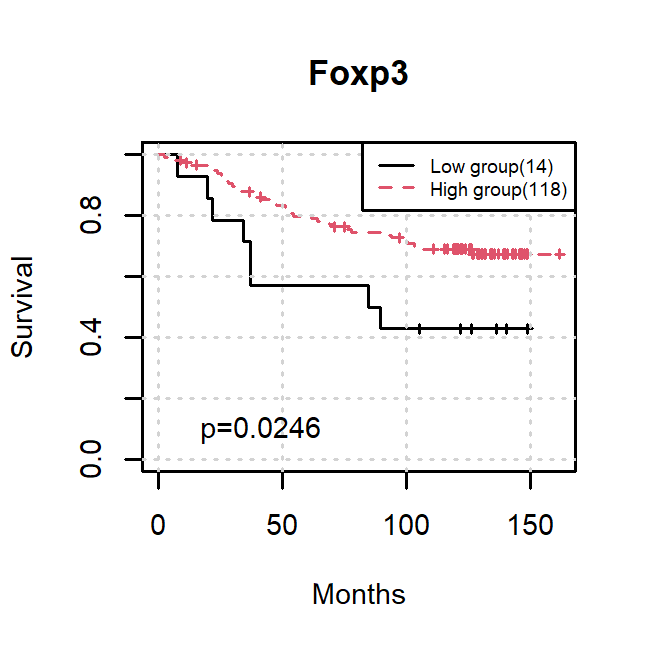 Foxp3
Low group(14)
High group(118)
Survival
0.8
0.4
0.0
p=0.0246
0
50
100
150
Months